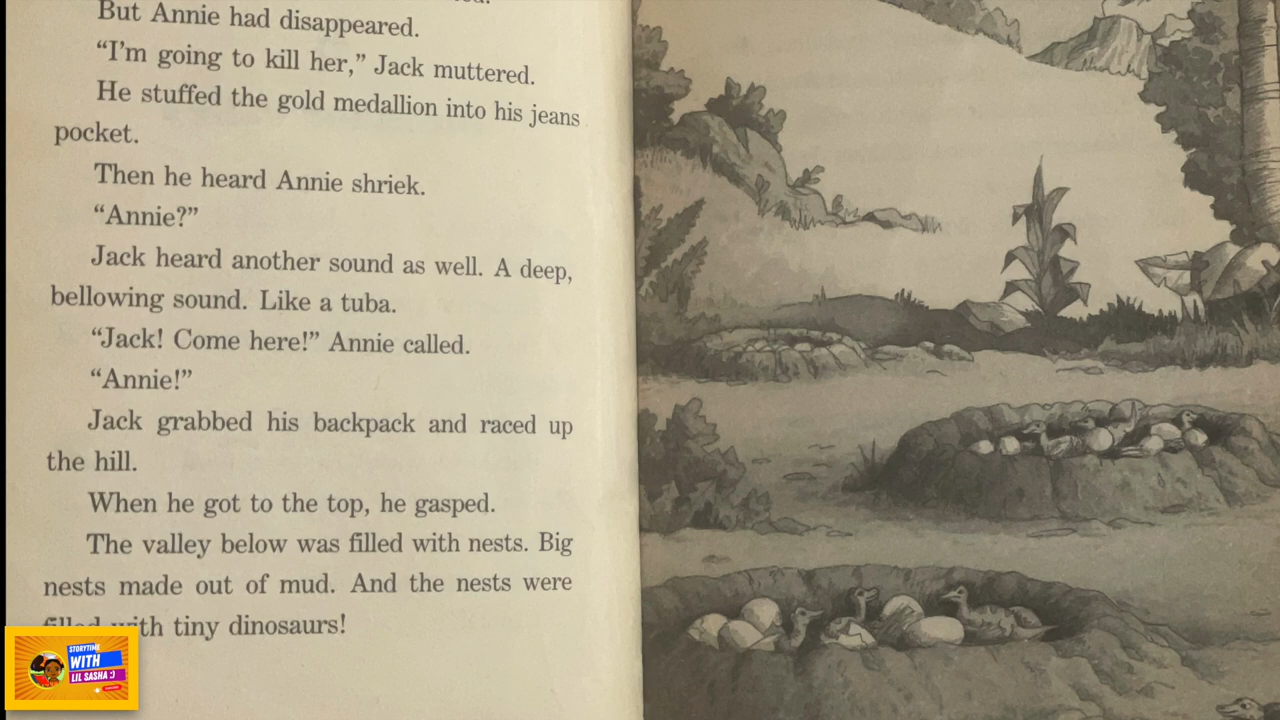 But Annie had disappeared.
“I’m going to kill her,” Jack muttered.
He stuffed the gold medallion into his jeans
pocket.
Then he heard Annie shriek.
“Annie?”
Jack heard another sound as well. A deep,
bellowing sound. Like a tuba.
“Jack! Come here!” Annie called.
“Annie!”
Jack grabbed his backpack and raced up
the hill.
When he got to the top, he gasped.
The valley below was filled with nests. Big
nests made out of mud. And the nests were
filled with tiny dinosaurs!
STORYTIME
WITH
LIL SASHA :)